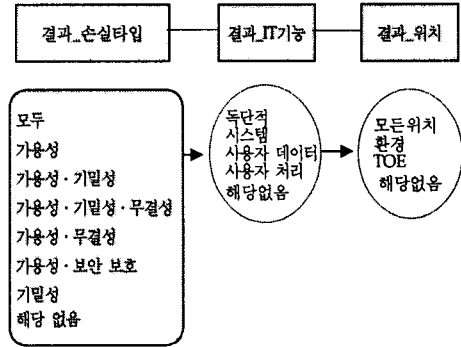 결과_손실타입 결과_IT기능 결과_위치
모두
가용성
가용성·기밀성
가용성·기밀성·무결성
가용성·무결성
가용성·보안 보호
기밀성
해당 없음
독단적
시스템
사용자 데이터
사용자 처리
해당없음
모든위치
환경
TOE
해당없음